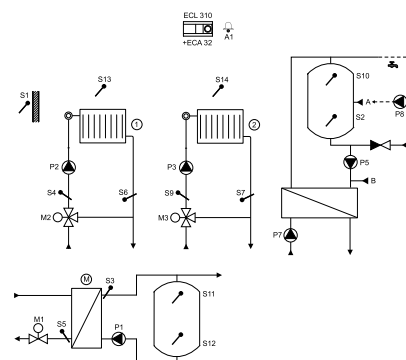 ECL 310
+ECA 32
A1
S1
S13
S14
S10
A
P8
S2
1
2
P2
P3
P5
S4
S6
S9
S7
B
M2
M3
P7
M
S3
S11
M1
S5
P1
S12